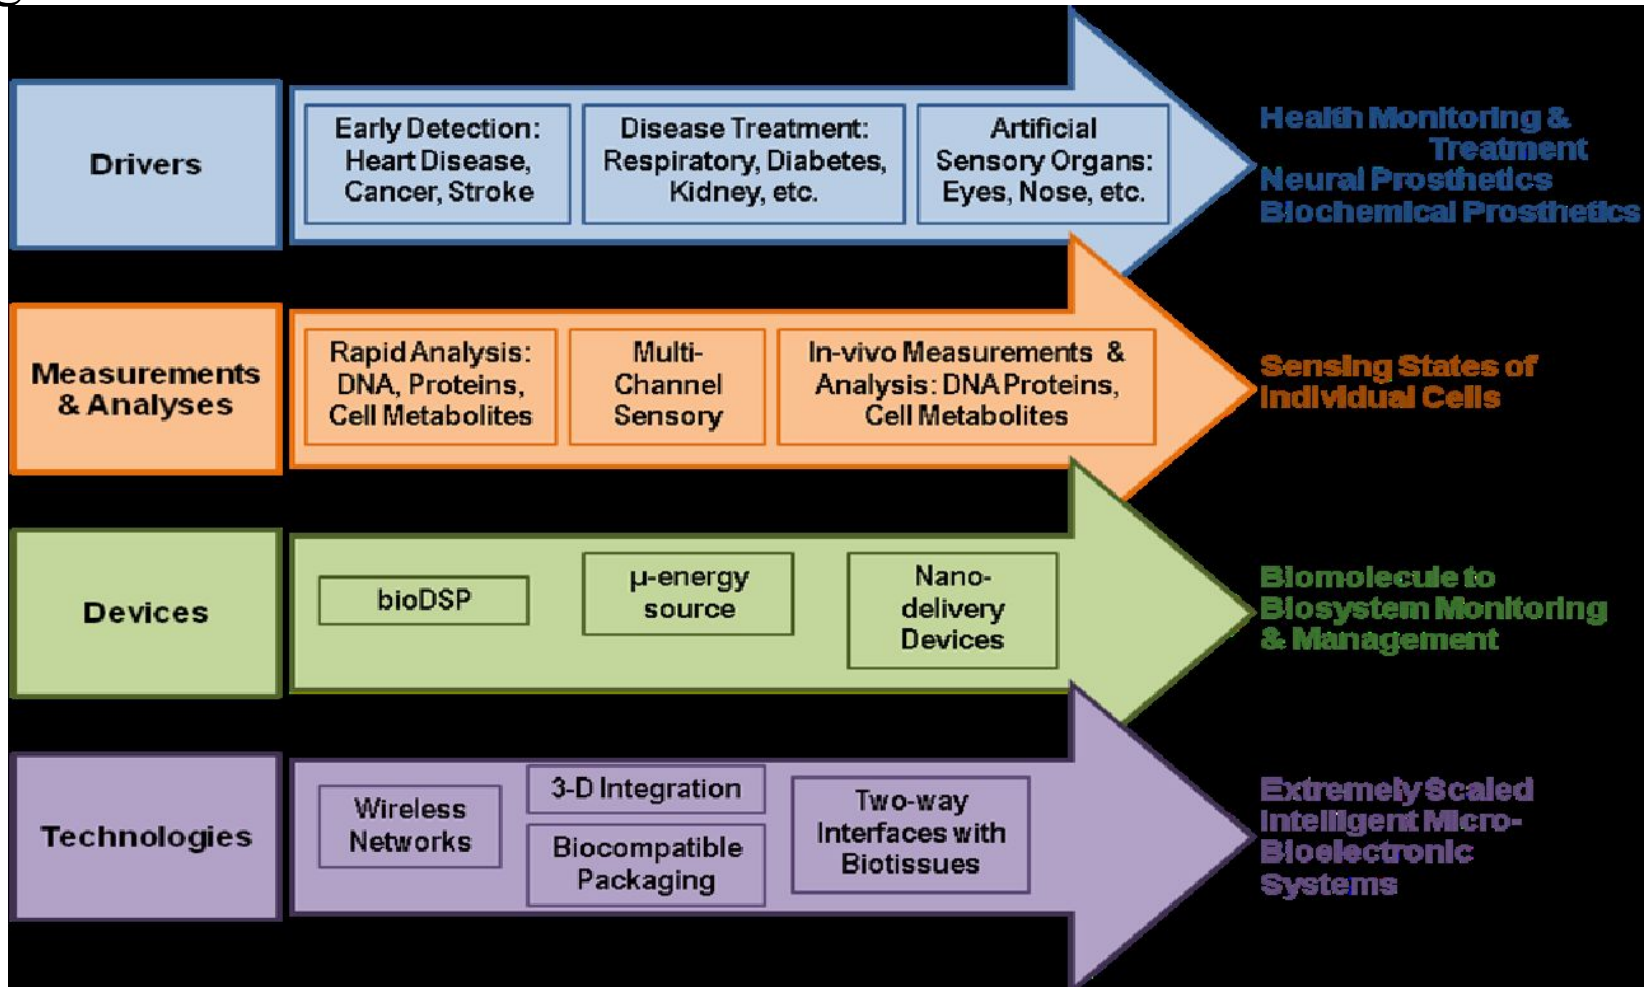 Drivers
Early Detection:
Heart Disease,
Cancer, Stroke
Disease Treatment:
Respiratory, Diabetes,
Kidney, etc.
Artificial
Sensory Organs:
Eyes, Nose, etc.
Health Monitoring &
Treatment
Neural Prosthetics
Biochemical Prosthetics
Measurements
& Analyses
Rapid Analysis:
DNA, Proteins,
Cell Metabolites
Multi-
Channel
Sensory
In-vivo Measurements &
Analysis: DNA Proteins,
Cell Metabolites
Sensing States of
Individual Cells
Devices
bioDSP
µ-energy
source
Nano-
delivery
Devices
Biomolecule to
Biosystem Monitoring
& Management
Technologies
Wireless
Networks
3-D Integration
Biocompatible
Packaging
Two-way
Interfaces with
Biotissues
Extremely Scaled
Intelligent Micro-
Bioelectronic
Systems